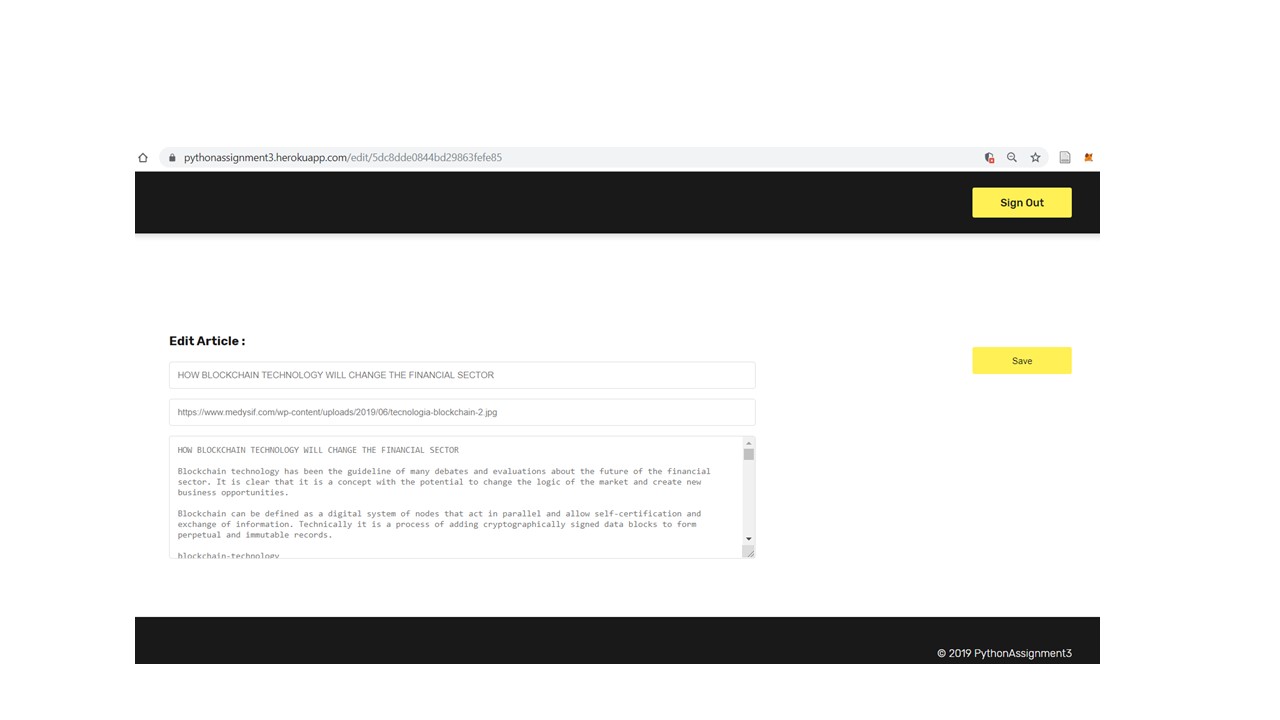 pythonassignment3.herokuapp.com/edit/5dc8dde0844bd29863fefe85
Sign Out
Edit Article :
Save
HOW BLOCKCHAIN TECHNOLOGY WILL CHANGE THE FINANCIAL SECTOR
https://www.medysif.com/wp-content/uploads/2019/06/tecnologia-blockchain-2.jpg
HOW BLOCKCHAIN TECHNOLOGY WILL CHANGE THE FINANCIAL SECTOR
Blockchain technology has been the guideline of many debates and evaluations about the future of the financial
sector. It is clear that it is a concept with the potential to change the logic of the market and create new
business opportunities.
Blockchain can be defined as a digital system of nodes that act in parallel and allow self-certification and
exchange of information. Technically it is a process of adding cryptographically signed data blocks to form
perpetual and immutable records.
blockchain-technology
© 2019 PythonAssignment3